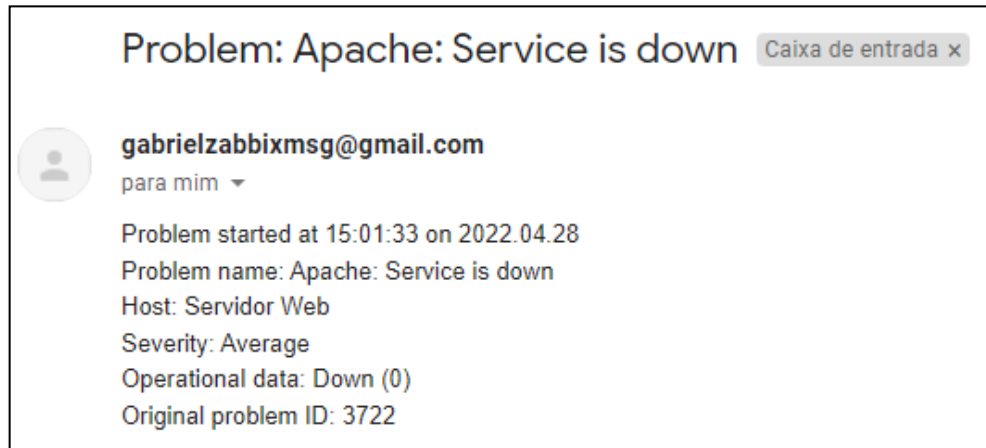 Problem: Apache: Service is down Caixa de entrada x
gabrielzabbixmsg@gmail.com
para mim
Problem started at 15:01:33 on 2022.04.28
Problem name: Apache: Service is down
Host: Servidor Web
Severity: Average
Operational data: Down (0)
Original problem ID: 3722